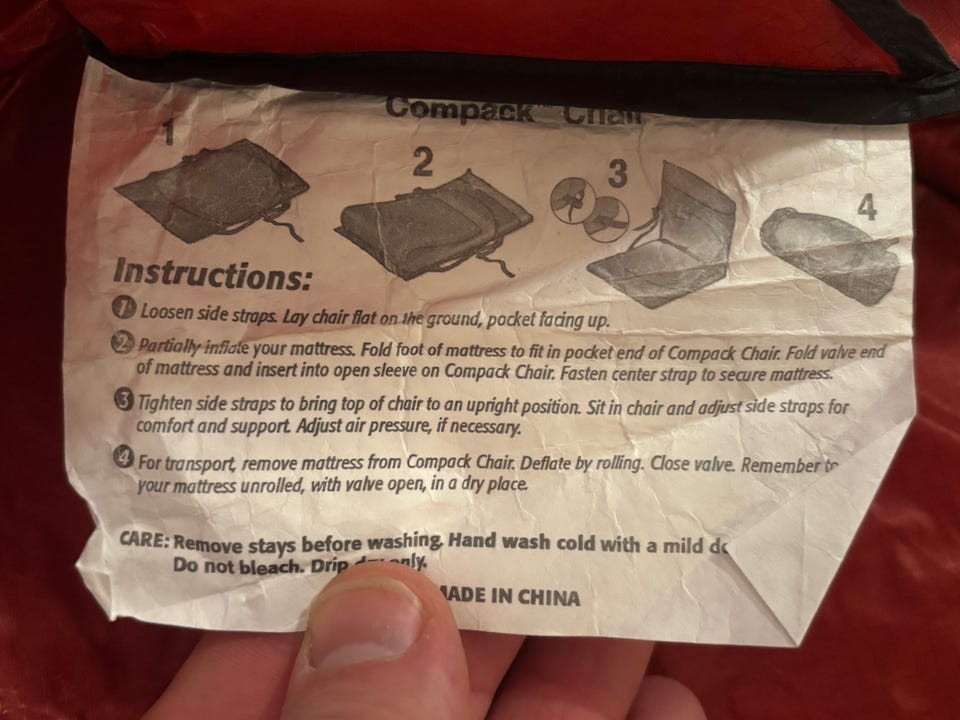 Compack™ Chair
1
2
3
4
Instructions:
1 Loosen side straps. Lay chair flat on the ground, pocket facing up.
2 Partially inflate your mattress. Fold foot of mattress to fit in pocket end of Compack Chair. Fold valve end
of mattress and insert into open sleeve on Compack Chair. Fasten center strap to secure mattress.
3 Tighten side straps to bring top of chair to an upright position. Sit in chair and adjust side straps for
comfort and support. Adjust air pressure, if necessary.
4 For transport, remove mattress from Compack Chair. Deflate by rolling. Close valve. Remember
your mattress unrolled, with valve open, in a dry place.
CARE: Remove stays before washing. Hand wash cold with a mild
Do not bleach. Drip dry only.
MADE IN CHINA